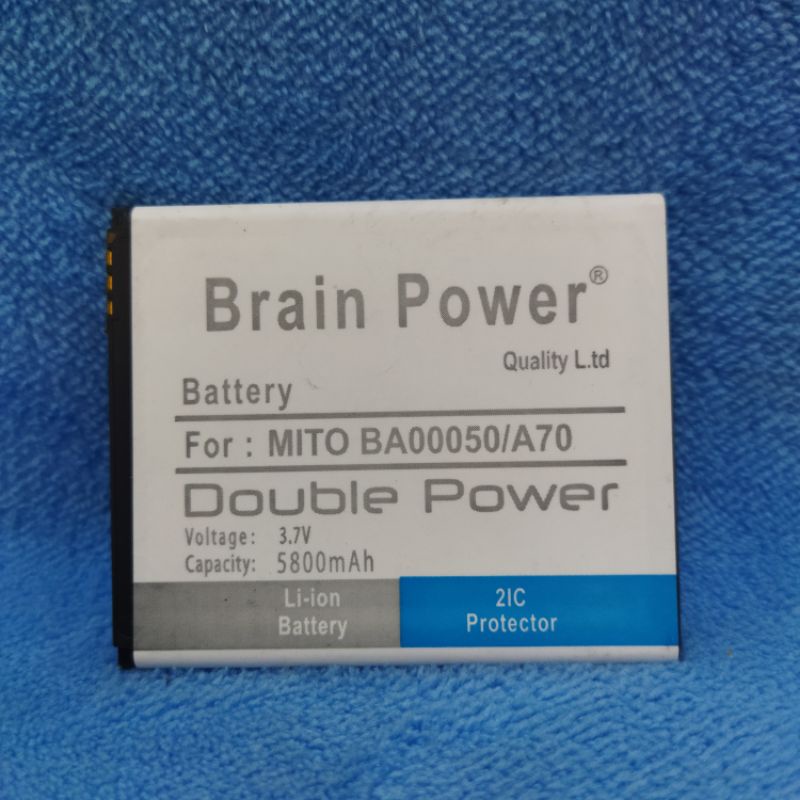 Brain Power®
Quality L.td
Battery
For : MITO BA00050/A70
Double Power
Voltage: 3.7V
Capacity: 5800mAh
Li-ion
Battery
2IC
Protector